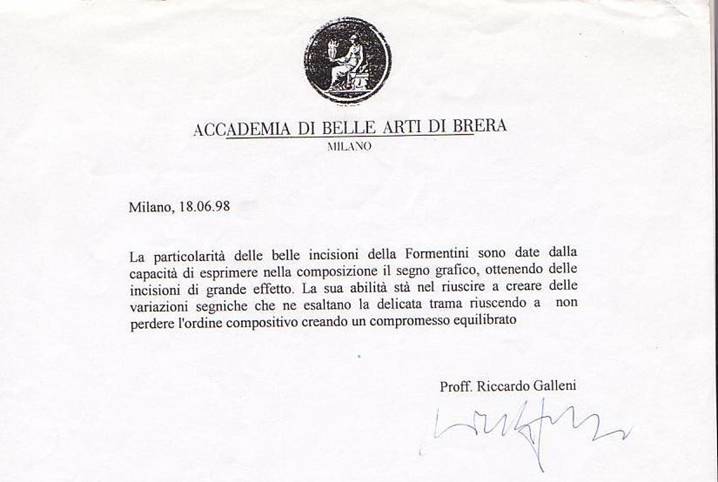 ACCADEMIA DI BELLE ARTI DI BRERA
MILANO
Milano, 18.06.98
La particolarità delle belle incisioni della Formentini sono date dalla
capacità di esprimere nella composizione il segno grafico, ottenendo delle
incisioni di grande effetto. La sua abilità stà nel riuscire a creare delle
variazioni segniche che ne esaltano la delicata trama riuscendo a non
perdere l'ordine compositivo creando un compromesso equilibrato
Proff. Riccardo Galleni